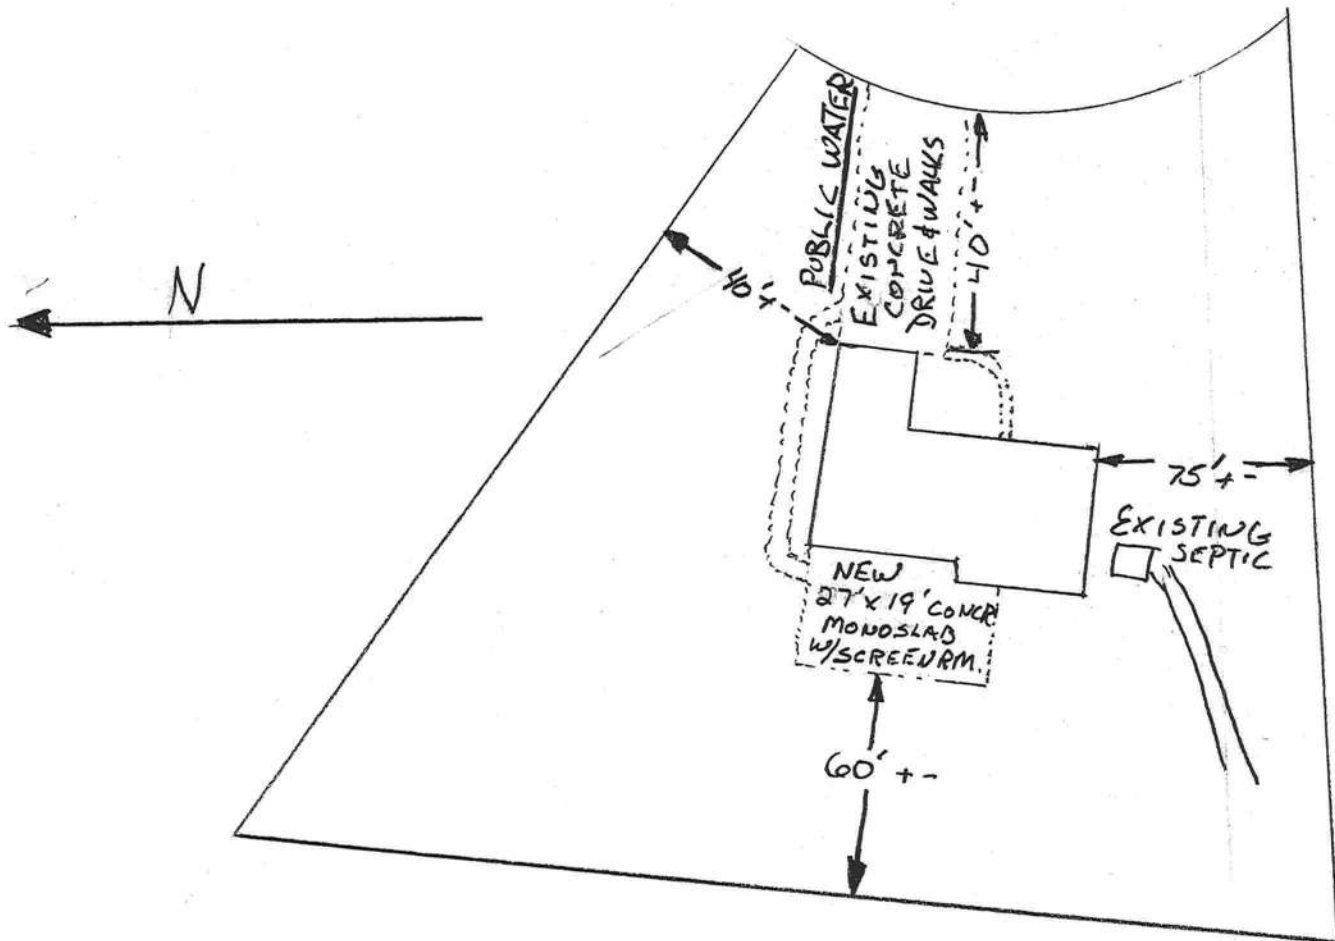 PUBLIC WATER
EXISTING
CONCRETE
DRIVE & WALKS
40'+-
40'+-
N
75'+-
EXISTING
SEPTIC
NEW
27'x19' CONCR
MONOSLAB
W/SCREENRM.
60'+-